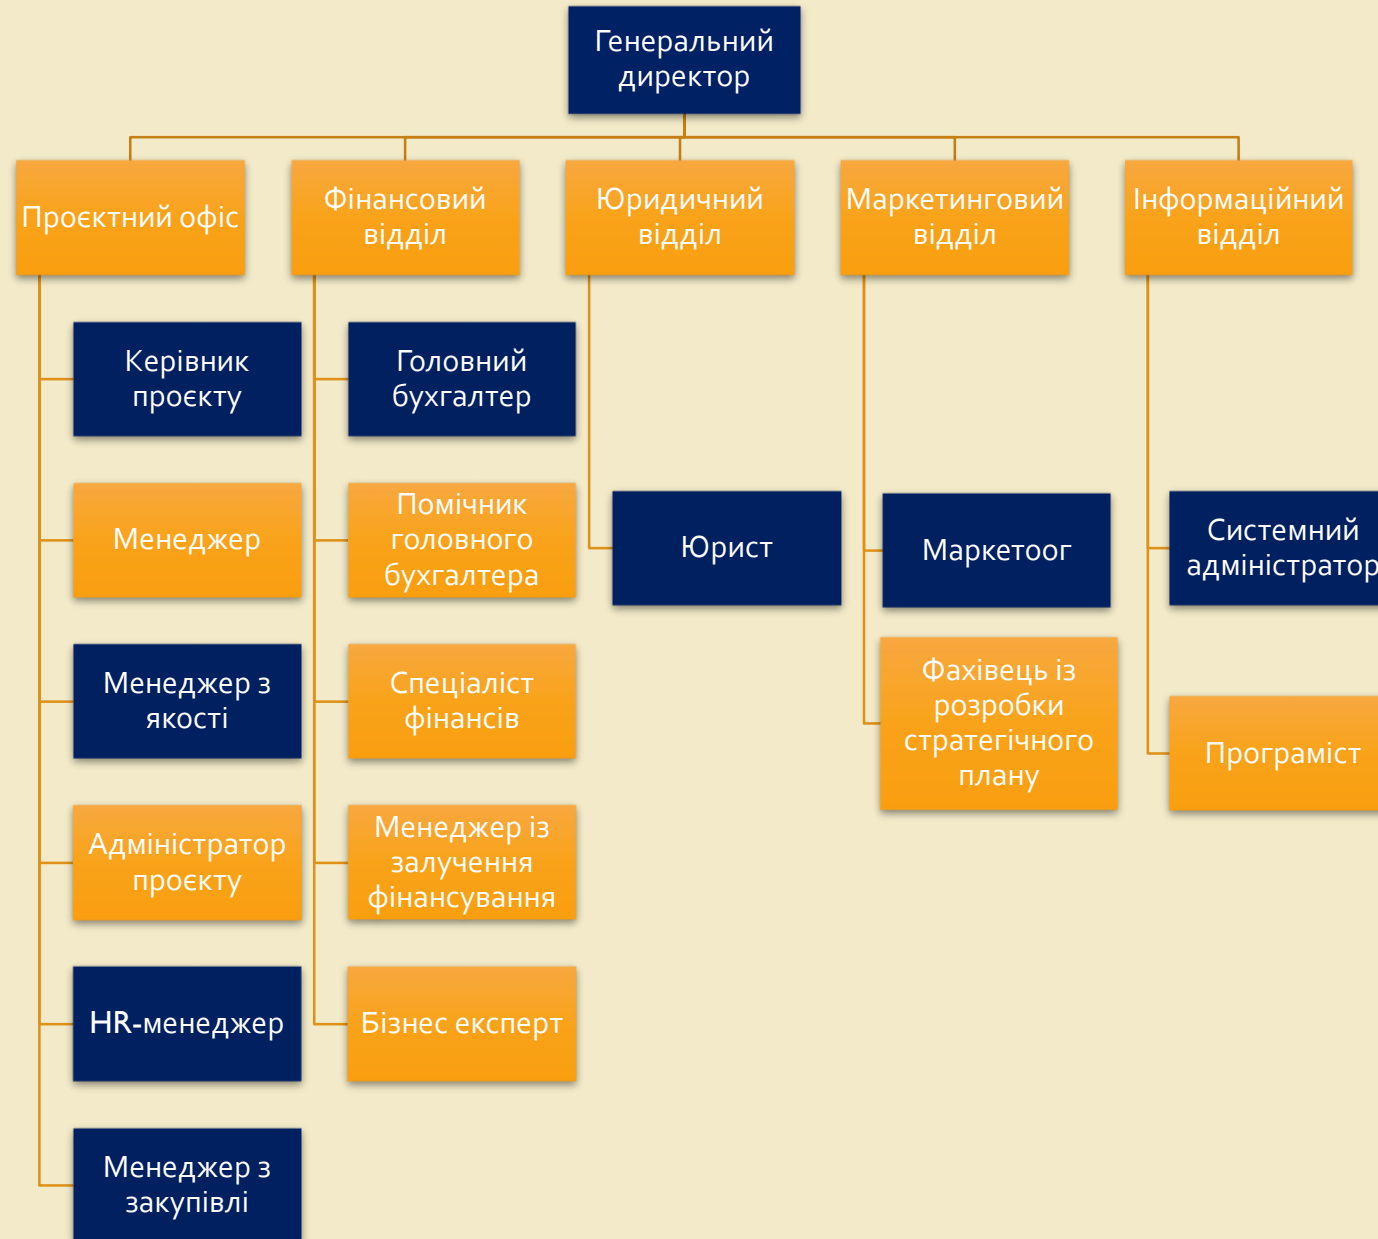 Генеральний
директор
Проєктний офіс
Фінансовий
відділ
Юридичний
відділ
Маркетинговий
відділ
Інформаційний
відділ
Керівник
проєкту
Менеджер
Менеджер з
якості
Адміністратор
проєкту
HR-менеджер
Менеджер з
закупівлі
Головний
бухгалтер
Помічник
головного
бухгалтера
Спеціаліст
фінансів
Менеджер із
залучення
фінансування
Бізнес експерт
Юрист
Маркетоог
Фахівець із
розробки
стратегічного
плану
Системний
адміністратор
Програміст